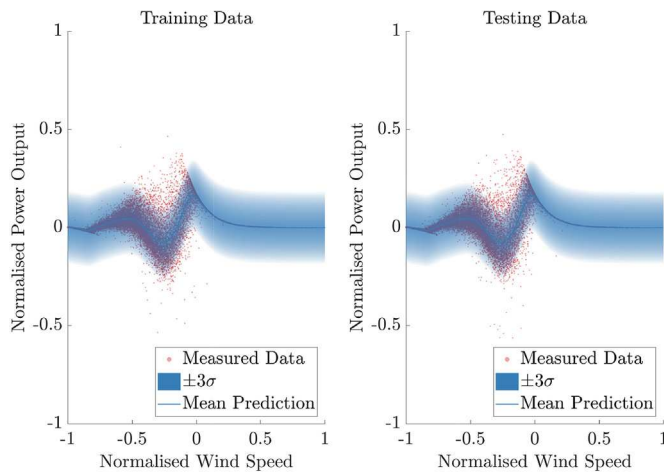 Training Data
1
0.5
0
-0.5
-1
Normalised Power Output
Measured Data
±3σ
Mean Prediction
-1 -0.5 0 0.5 1
Normalised Wind Speed
Testing Data
1
0.5
0
-0.5
-1
Normalised Power Output
Measured Data
±3σ
Mean Prediction
-1 -0.5 0 0.5 1
Normalised Wind Speed